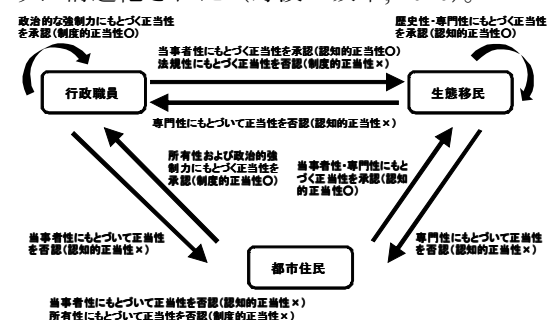 政治的な強制力にもとづく正当性
を承認(制度的正当性○)
歴史性・専門性にもとづく正当性
を承認(認知的正当性○)
当事者性にもとづく正当性を承認(認知的正当性○)
法規性にもとづく正当性を否認(制度的正当性×)
行政職員
生態移民
専門性にもとづいて正当性を否認(認知的正当性×)
所有性および政治的強
制力にもとづく正当性を
承認(制度的正当性○)
当事者性・専門性にもと
づく正当性を承認(認知
的正当性○)
当事者性にもとづいて正当性
を否認(認知的正当性×)
専門性にもとづいて正当性
を否認(認知的正当性×)
都市住民
当事者性にもとづいて正当性を否認(認知的正当性×)
所有性にもとづいて正当性を否認(制度的正当性×)